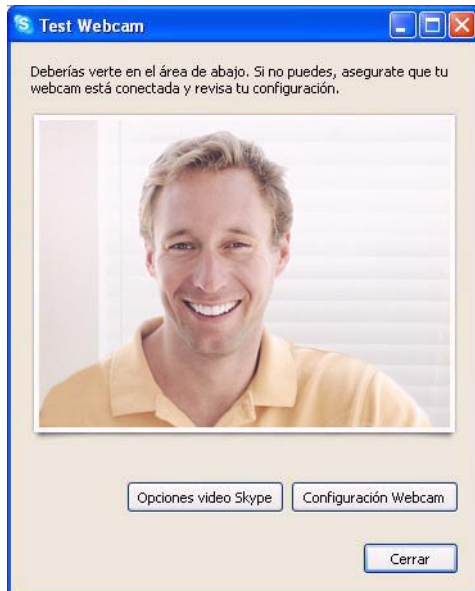 Test Webcam
Deberías verte en el área de abajo. Si no puedes, asegurate que tu
webcam está conectada y revisa tu configuración.
Opciones video Skype
Configuración Webcam
Cerrar